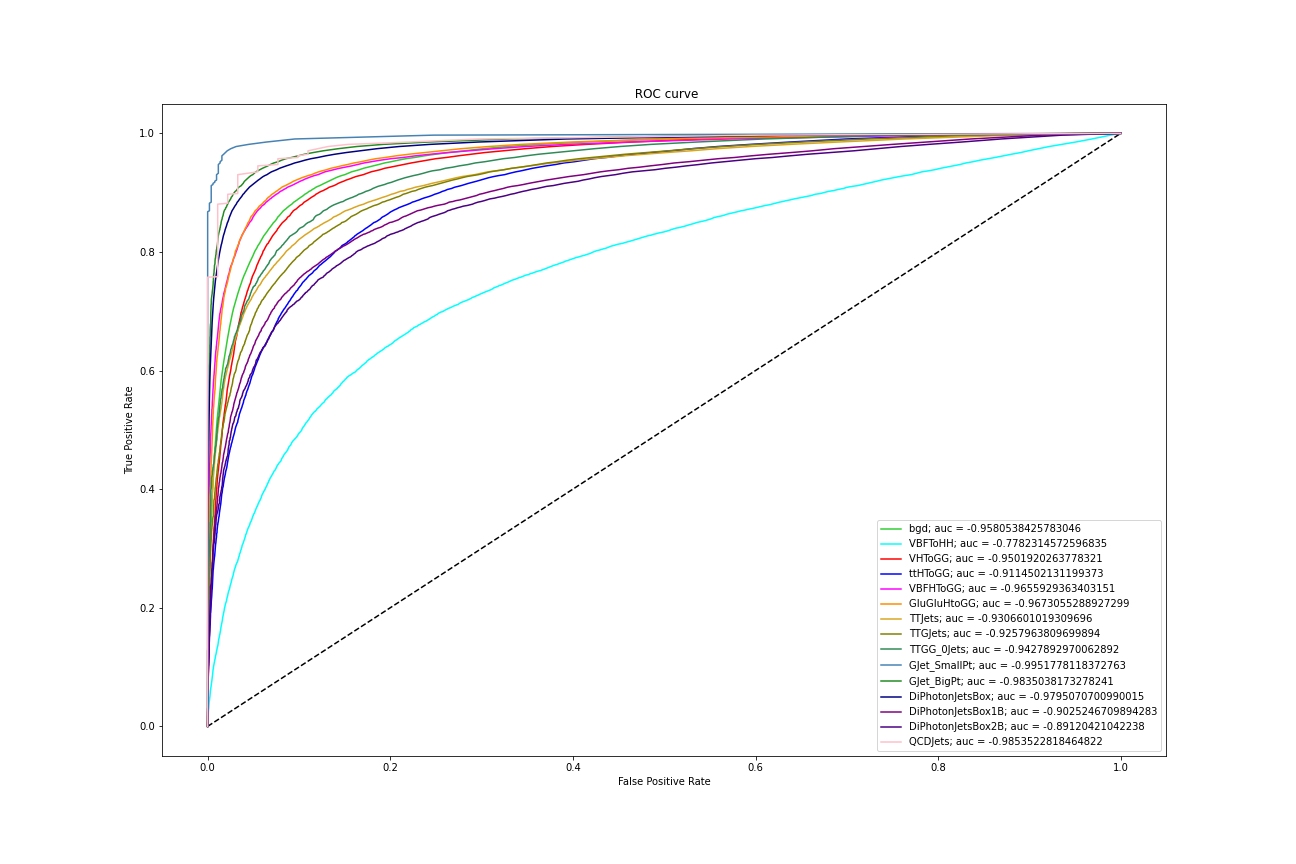 ROC curve
True Positive Rate
1.0
0.8
0.6
0.4
0.2
0.0
bgd; auc = -0.9580538425783046
VBFToHH; auc = -0.7782314572596835
VHToGG; auc = -0.9501920263778321
ttHToGG; auc = -0.9114502131199373
VBFHToGG; auc = -0.9655929363403151
GluGluHtoGG; auc = -0.9673055288927299
TTJets; auc = -0.9306601019309696
TTGJets; auc = -0.9257963809699894
TTGG_0Jets; auc = -0.9427892970062892
GJet_SmallPt; auc = -0.9951778118372763
GJet_BigPt; auc = -0.9835038173278241
DiPhotonJetsBox; auc = -0.9795070700990015
DiPhotonJetsBox1B; auc = -0.9025246709894283
DiPhotonJetsBox2B; auc = -0.89120421042238
QCDJets; auc = -0.9853522818464822
0.0 0.2 0.4 0.6 0.8 1.0
False Positive Rate